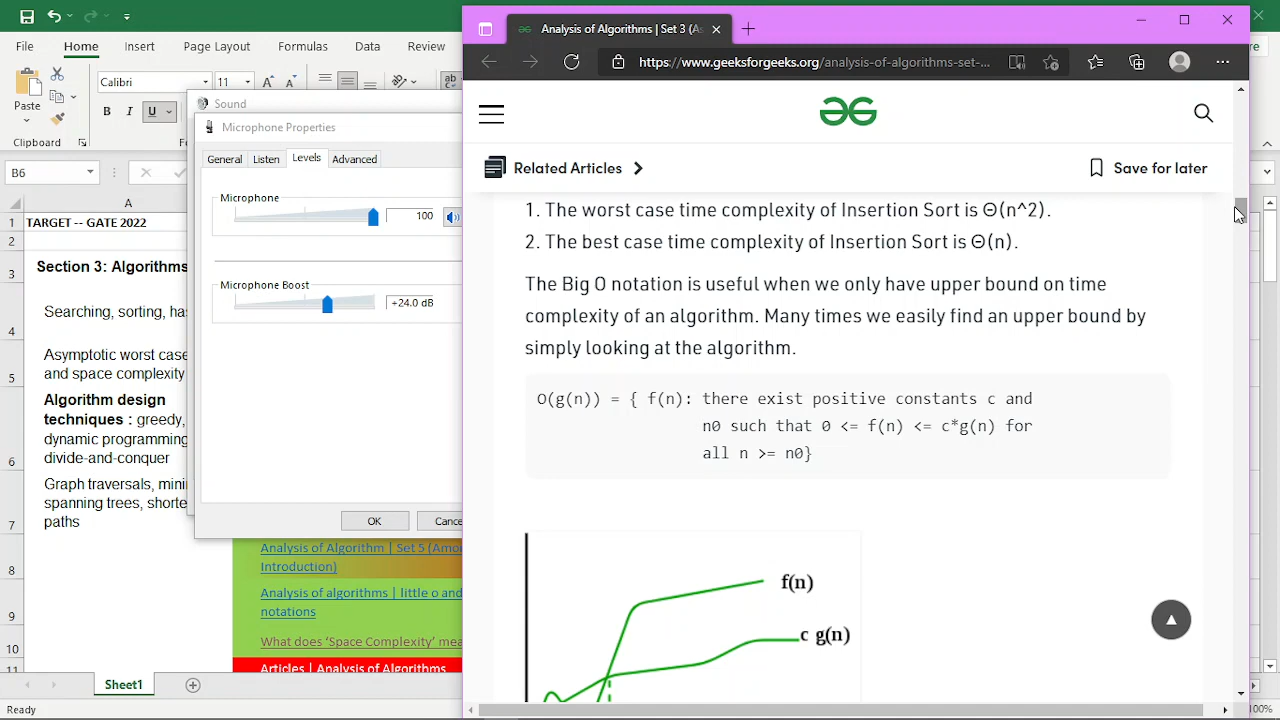 File
Home
Insert
Page Layout
Formulas
Data
Review
Paste
Clipboard
Calibri
11
B
I
U
B6
A
1
2
3
4
5
6
7
8
9
10
TARGET -- GATE 2022
Section 3: Algorithms
Searching, sorting, has
Asymptotic worst case
and space complexity
Algorithm design
techniques : greedy,
dynamic programming
divide-and-conquer
Graph traversals, mini
spanning trees, shorte
paths
Analysis of Algorithm | Set 5 (Amor
Introduction)
Analysis of algorithms | little o and
notations
What does ‘Space Complexity’ mea
Articles | Analysis of Algorithms
Sheet1
Ready
100%
Sound
Microphone Properties
General
Listen
Levels
Advanced
Microphone
100
Microphone Boost
+24.0 dB
OK
Cance
Analysis of Algorithms | Set 3 (As
https://www.geeksforgeeks.org/analysis-of-algorithms-set-...
Related Articles
Save for later
1. The worst case time complexity of Insertion Sort is Θ(n^2).
2. The best case time complexity of Insertion Sort is Θ(n).
The Big O notation is useful when we only have upper bound on time
complexity of an algorithm. Many times we easily find an upper bound by
simply looking at the algorithm.
O(g(n)) = { f(n): there exist positive constants c and
n0 such that 0 <= f(n) <= c*g(n) for
all n >= n0}
f(n)
c g(n)